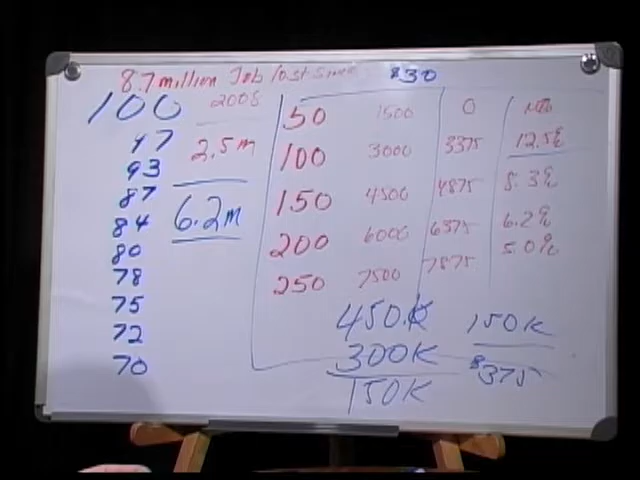 8.7 million Job lost since $30
100 2008 50 1500 0
97 2.5m 100 3000 3375 12.5%
93
87 6.2m 150 4500 4875 8.3%
84 200 6000 6375 6.2%
80 250 7500 7875 5.0%
78
75 450K 150K
72 300K $375
70 150K